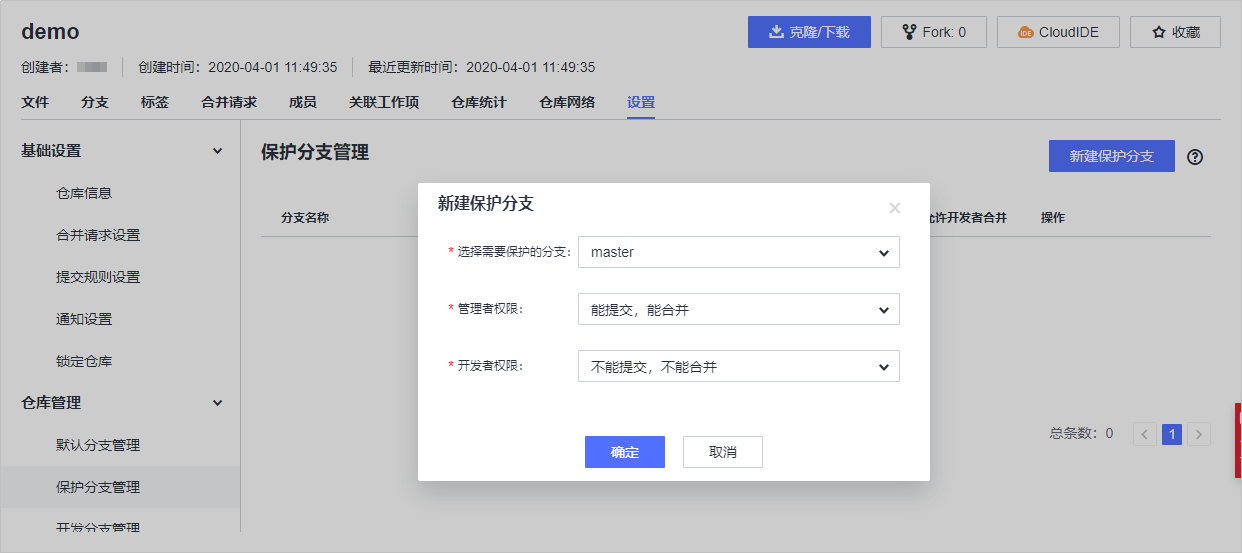 demo
克隆/下载
Fork: 0
CloudIDE
收藏
创建者：
创建时间：2020-04-01 11:49:35
最近更新时间：2020-04-01 11:49:35
文件 分支 标签 合并请求 成员 关联工作项 仓库统计 仓库网络 设置
基础设置
仓库信息
合并请求设置
提交规则设置
通知设置
锁定仓库
仓库管理
默认分支管理
保护分支管理
开发分支管理
保护分支管理
新建保护分支
分支名称
许开发者合并
操作
新建保护分支
* 选择需要保护的分支：
master
* 管理者权限：
能提交，能合并
* 开发者权限：
不能提交，不能合并
确定
取消
总条数：0
1